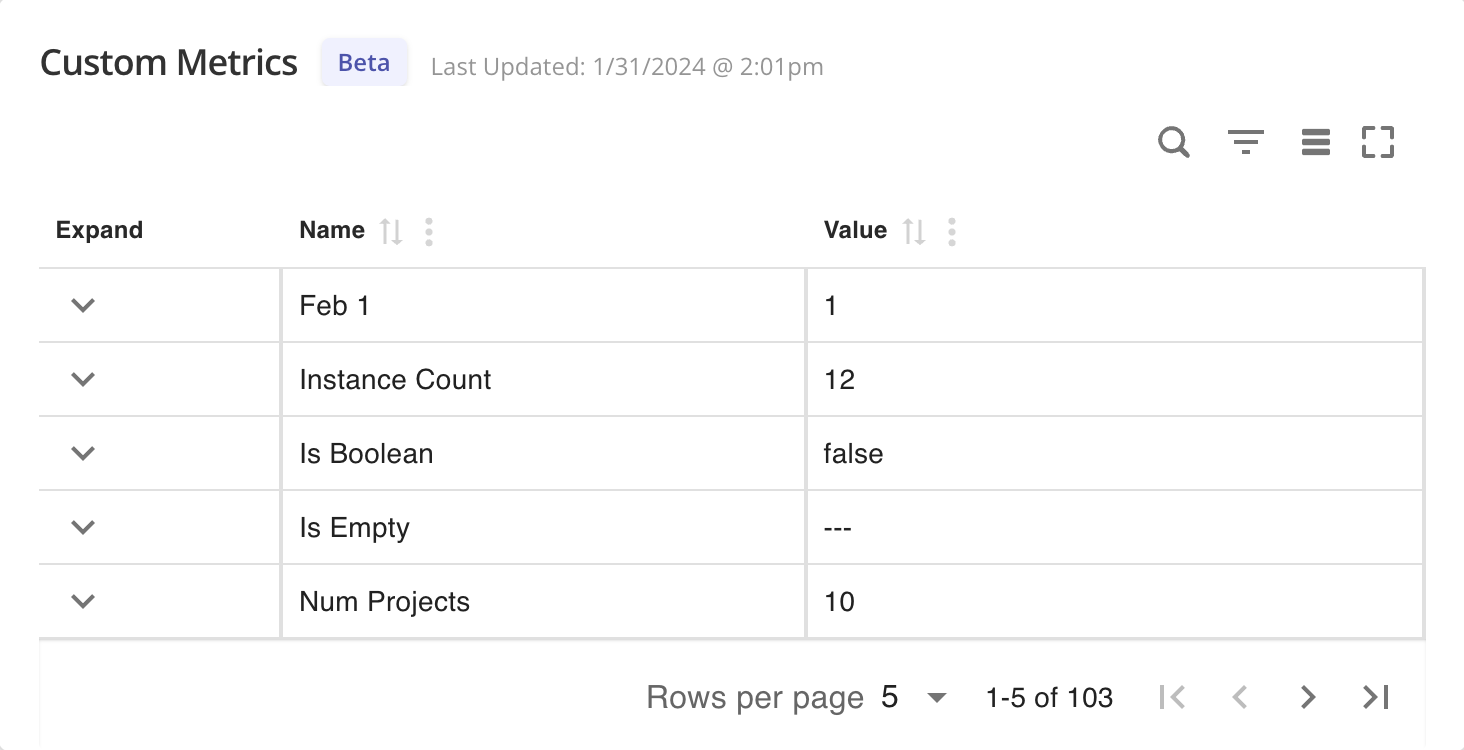 Custom Metrics Beta Last Updated: 1/31/2024 @ 2:01pm
Expand Name Value
Feb 1 1
Instance Count 12
Is Boolean false
Is Empty ---
Num Projects 10
Rows per page 5 1-5 of 103